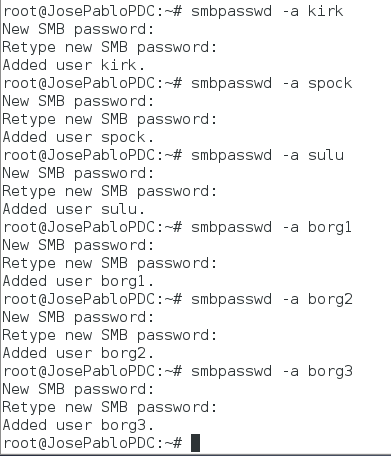 root@JosePabloPDC:~# smbpasswd -a kirk
New SMB password:
Retype new SMB password:
Added user kirk.
root@JosePabloPDC:~# smbpasswd -a spock
New SMB password:
Retype new SMB password:
Added user spock.
root@JosePabloPDC:~# smbpasswd -a sulu
New SMB password:
Retype new SMB password:
Added user sulu.
root@JosePabloPDC:~# smbpasswd -a borg1
New SMB password:
Retype new SMB password:
Added user borg1.
root@JosePabloPDC:~# smbpasswd -a borg2
New SMB password:
Retype new SMB password:
Added user borg2.
root@JosePabloPDC:~# smbpasswd -a borg3
New SMB password:
Retype new SMB password:
Added user borg3.
root@JosePabloPDC:~#